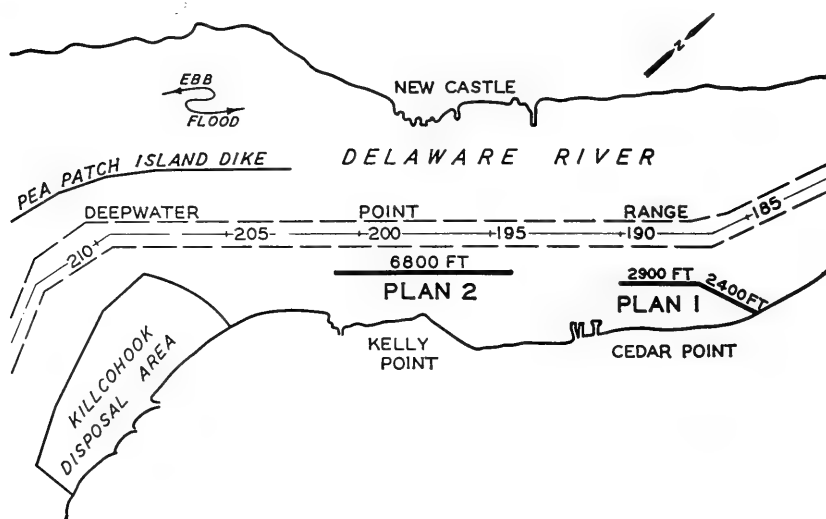 N
EBB
FLOOD
NEW CASTLE
DELAWARE RIVER
PEA PATCH ISLAND DIKE
DEEPWATER POINT RANGE
185
210 205 200 195 190
6800 FT
PLAN 2
2900 FT 2400 FT
PLAN 1
KELLY
POINT
CEDAR POINT
KILLCOHOOK
DISPOSAL AREA